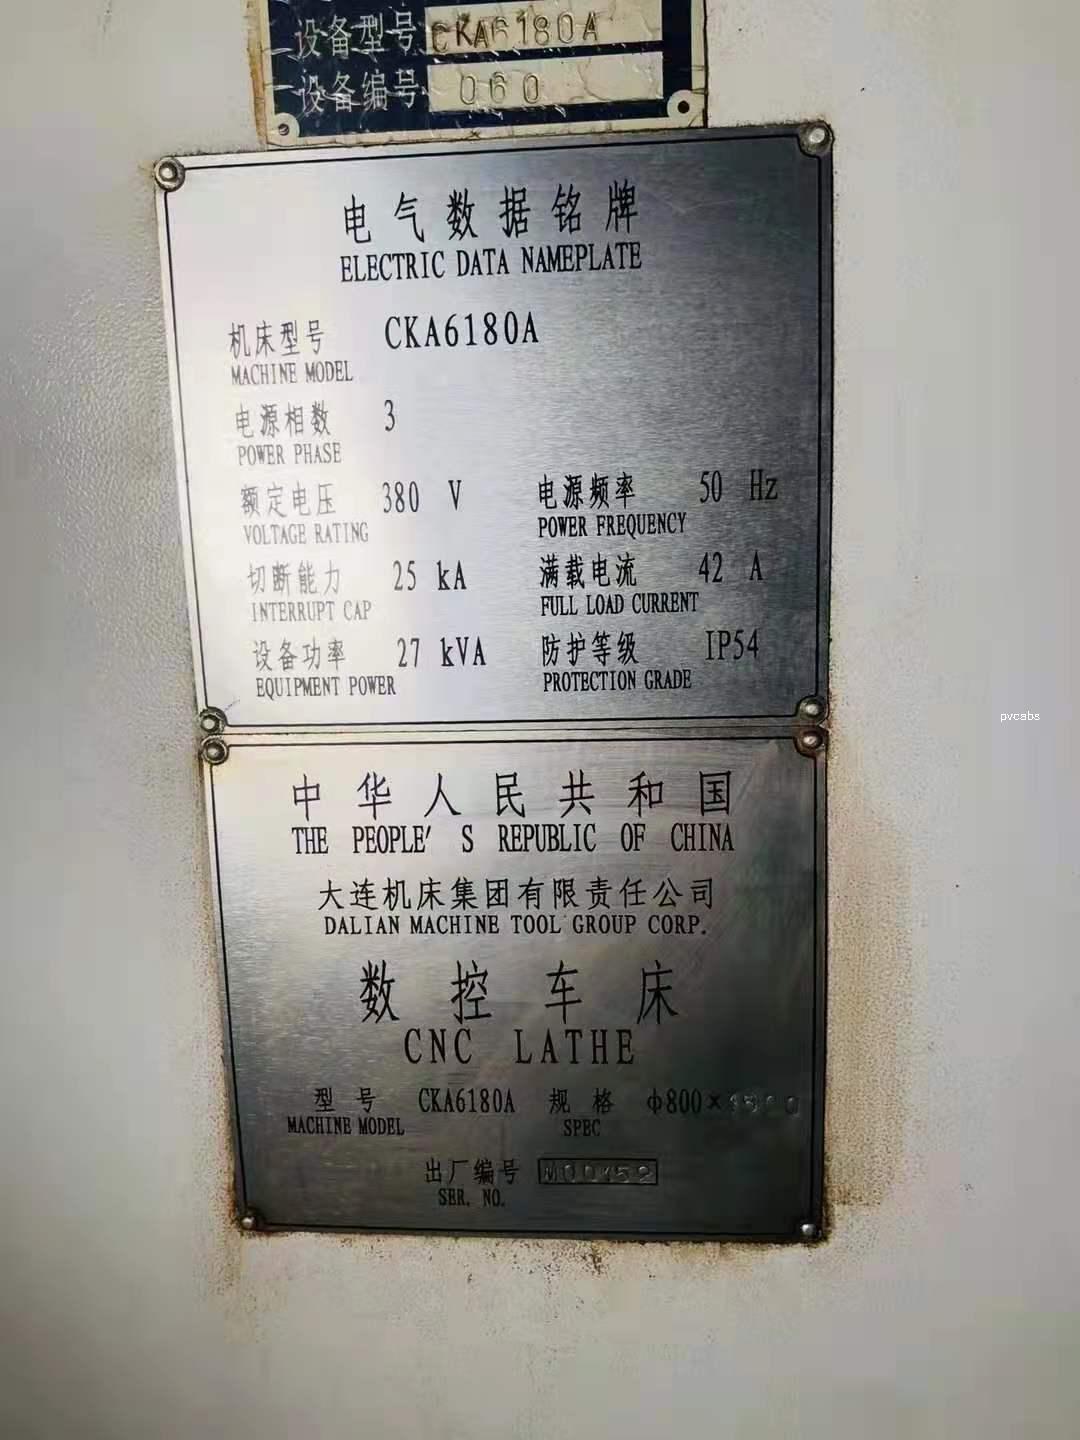 设备型号 CKA6180A
设备编号 060
电气数据铭牌
ELECTRIC DATA NAMEPLATE
机床型号 CKA6180A
MACHINE MODEL
电源相数 3
POWER PHASE
额定电压 380 V 电源频率 50 Hz
VOLTAGE RATING POWER FREQUENCY
切断能力 25 kA 满载电流 42 A
INTERRUPT CAP FULL LOAD CURRENT
设备功率 27 kVA 防护等级 IP54
EQUIPMENT POWER PROTECTION GRADE
pvcabs
中华人民共和国
THE PEOPLE'S REPUBLIC OF CHINA
大连机床集团有限责任公司
DALIAN MACHINE TOOL GROUP CORP.
数控车床
CNC LATHE
型号 CKA6180A 规格 ф800×
MACHINE MODEL SPEC
出厂编号 M00152
SER. NO.